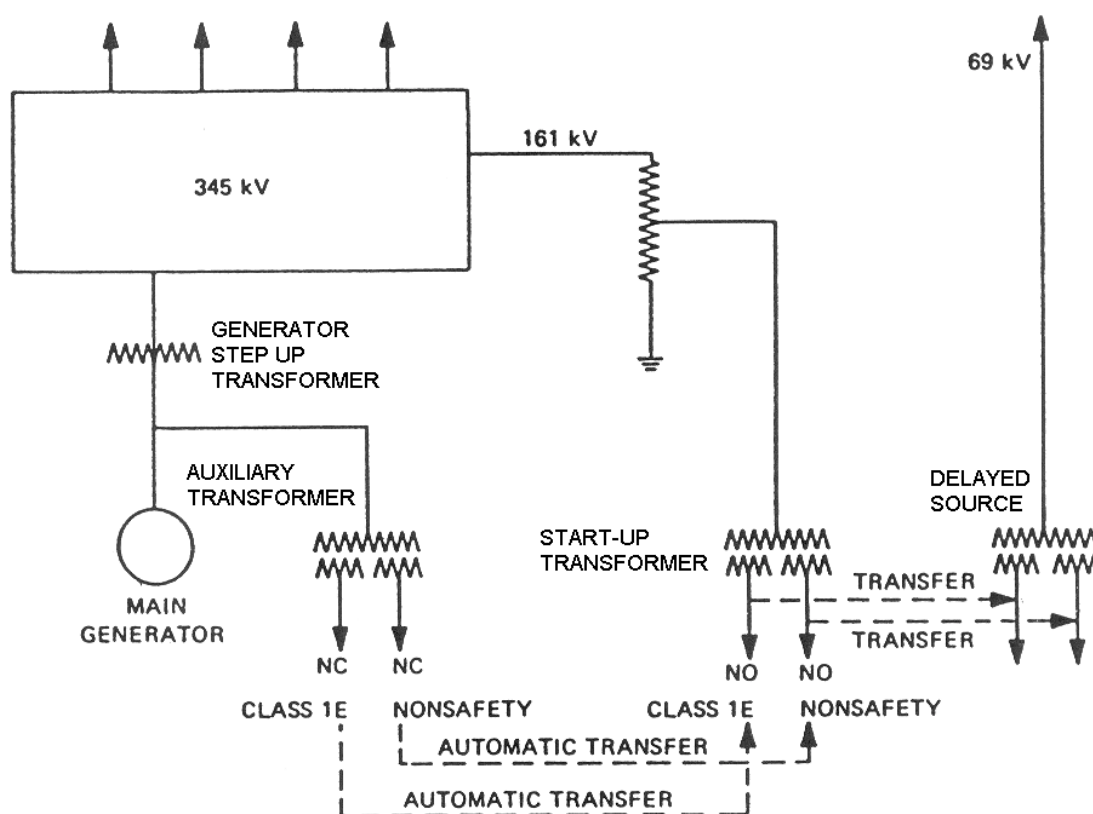 69 kV
161 kV
345 kV
GENERATOR
STEP UP
TRANSFORMER
AUXILIARY
TRANSFORMER
DELAYED
SOURCE
START-UP
TRANSFORMER
MAIN
GENERATOR
TRANSFER
TRANSFER
NC NC
NO NO
CLASS 1E NONSAFETY
CLASS 1E NONSAFETY
AUTOMATIC TRANSFER
AUTOMATIC TRANSFER